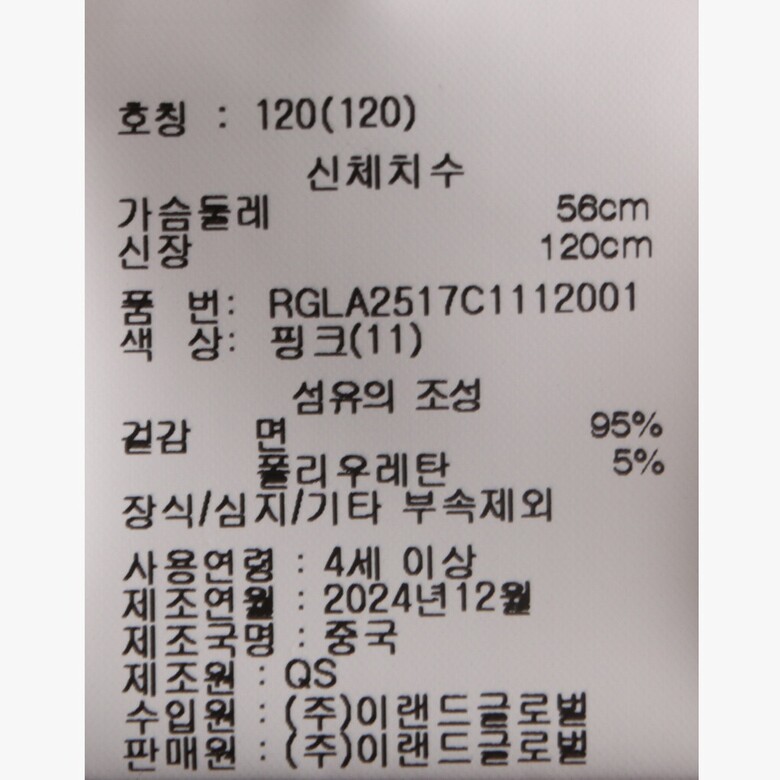 호칭 : 120(120)
신체치수
가슴둘레 56cm
신장 120cm
품 번: RGLA2517C1112001
색 상: 핑크(11)
섬유의 조성
겉감 면 95%
폴리우레탄 5%
장식/심지/기타 부속제외
사용연령 : 4세 이상
제조연월 : 2024년12월
제조국명 : 중국
제조원 : QS
수입원 : (주)이랜드글로벌
판매원 : (주)이랜드글로벌